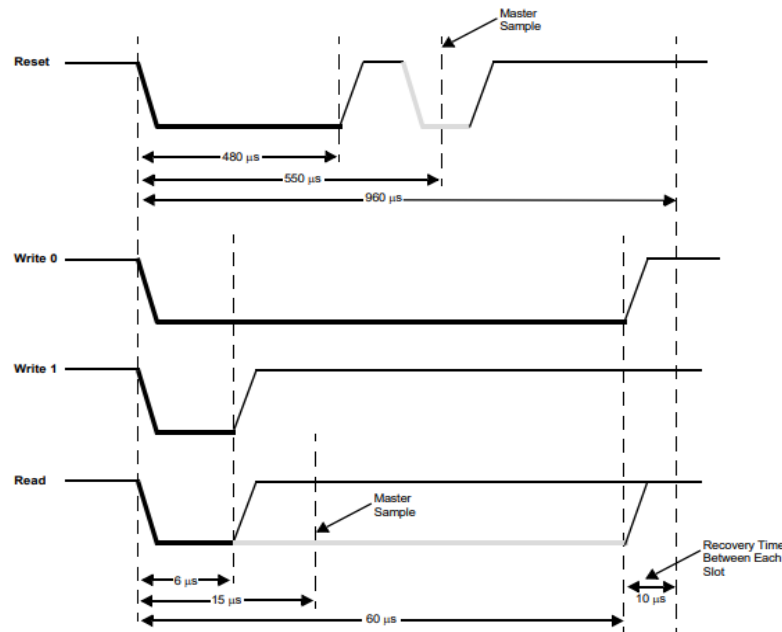 Master
Sample
Reset
480 μs
550 μs
960 μs
Write 0
Write 1
Read
Master
Sample
Recovery Time
Between Each
Slot
6 μs
10 μs
15 μs
60 μs